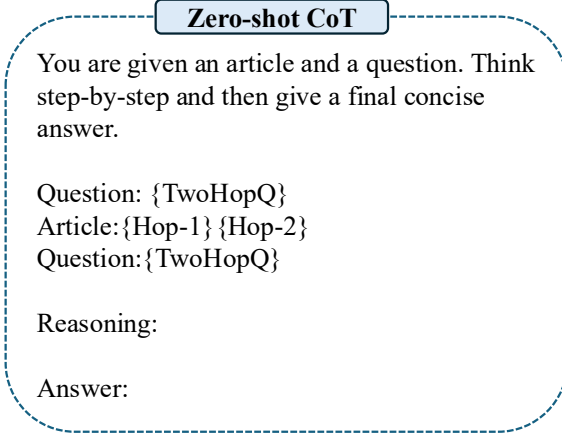 Zero-shot CoT
You are given an article and a question. Think
step-by-step and then give a final concise
answer.
Question: {TwoHopQ}
Article:{Hop-1}{Hop-2}
Question:{TwoHopQ}
Reasoning:
Answer: